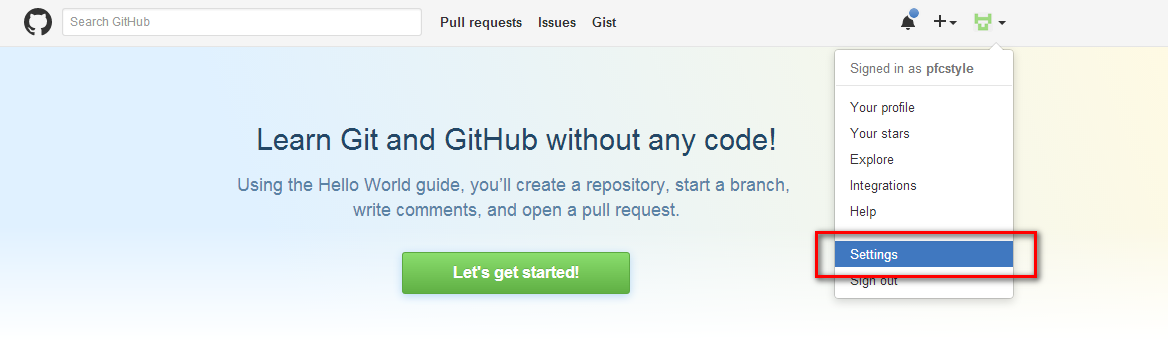 Search GitHub
Pull requests
Issues
Gist
Signed in as pfcstyle
Your profile
Your stars
Explore
Integrations
Help
Settings
Sign out
Learn Git and GitHub without any code!
Using the Hello World guide, you’ll create a repository, start a branch,
write comments, and open a pull request.
Let's get started!